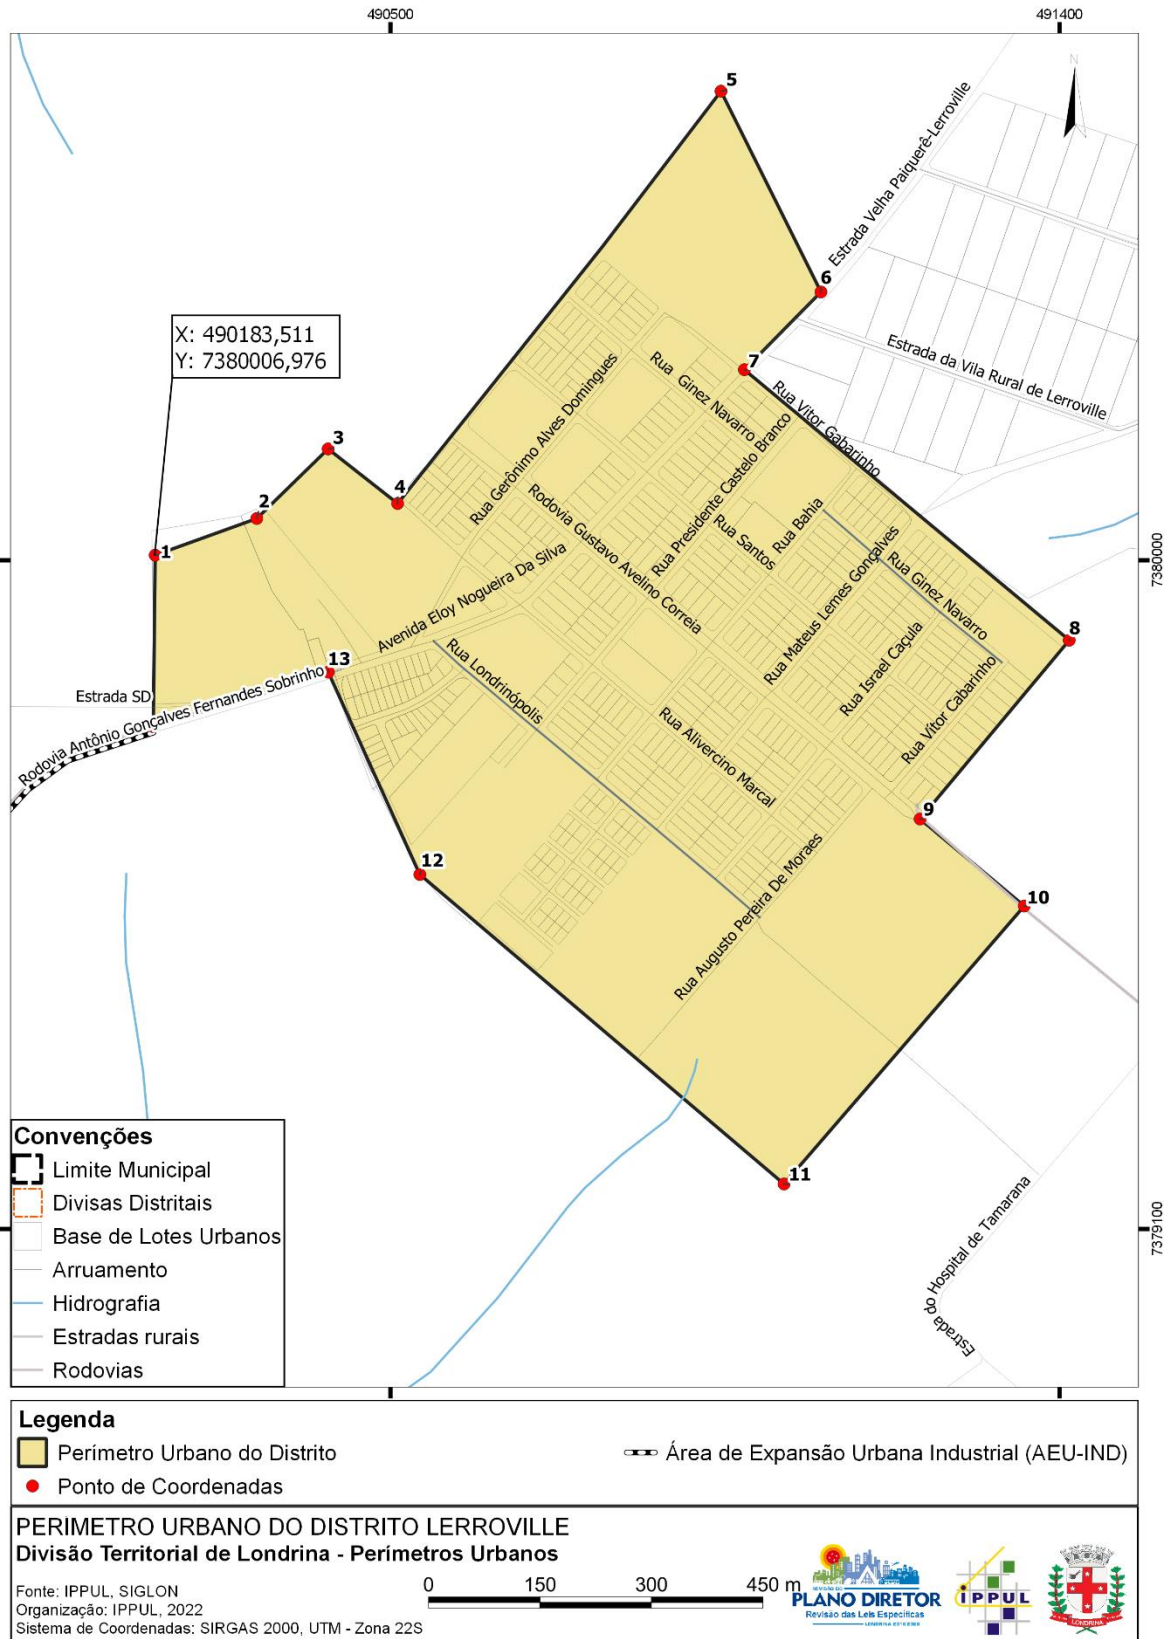 490500
491400
5
N
Estrada Velha Paiquerê-Lerroville
6
X: 490183,511
Y: 7380006,976
Estrada da Vila Rural de Lerroville
7
Rua Vitor Gabarinho
Rua Ginez Navarro
Rua Gerônimo Alves Domingues
Rua Presidente Castelo Branco
3
4
2
1
Rodovia Gustavo Avelino Correia
Rua Santos
Rua Bahia
Rua Mateus Lemes Gonçalves
Rua Ginez Navarro
7380000
Avenida Eloy Nogueira Da Silva
8
Rua Londrinópolis
Rua Israel Caçula
Rua Vitor Cabarinho
13
Estrada SD
Rodovia Antônio Gonçalves Fernandes Sobrinho
Rua Alivercino Marcal
9
12
Rua Augusto Pereira De Moraes
10
11
Estrada do Hospital de Tamarana
7379100
Convenções
Limite Municipal
Divisas Distritais
Base de Lotes Urbanos
Arruamento
Hidrografia
Estradas rurais
Rodovias
Legenda
Perímetro Urbano do Distrito
Área de Expansão Urbana Industrial (AEU-IND)
Ponto de Coordenadas
PERIMETRO URBANO DO DISTRITO LERROVILLE
Divisão Territorial de Londrina - Perímetros Urbanos
Fonte: IPPUL, SIGLON
Organização: IPPUL, 2022
Sistema de Coordenadas: SIRGAS 2000, UTM - Zona 22S
0 150 300 450 m
REVISÃO DO
PLANO DIRETOR
Revisão das Leis Específicas
IPPUL
LONDRINA